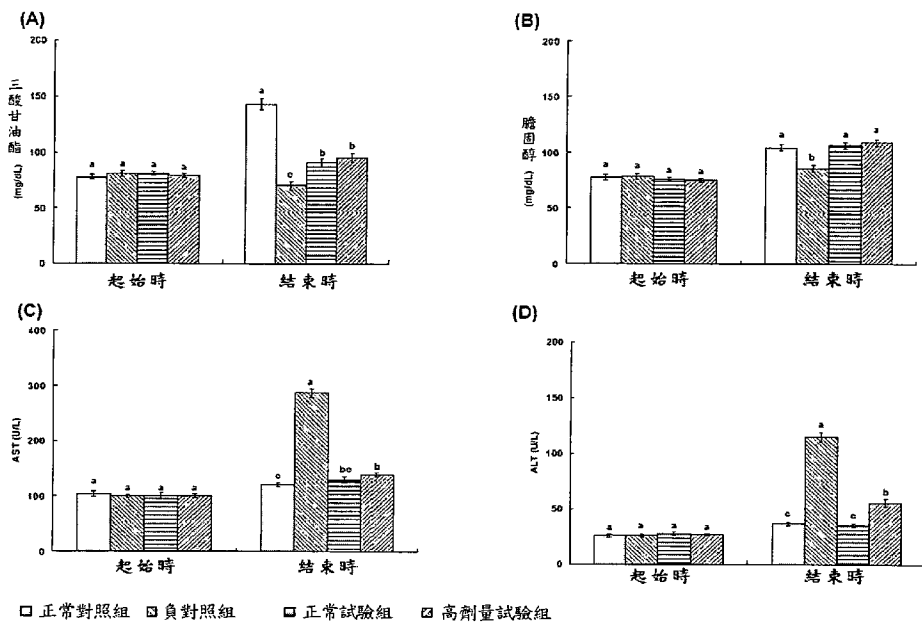 (A)
200
150
100
50
0
三酸甘油酯
(mg/dL)
a a a a
a c b b
起始時 結束時
(B)
200
150
100
50
0
膽固醇
(mg/dL)
a a a a
a b a a
起始時 結束時
(C)
400
300
200
100
0
AST (U/L)
a a a a
c a bc b
起始時 結束時
(D)
200
150
100
50
0
ALT (U/L)
a a a a
c a c b
起始時 結束時
正常對照組 負對照組 正常試驗組 高劑量試驗組